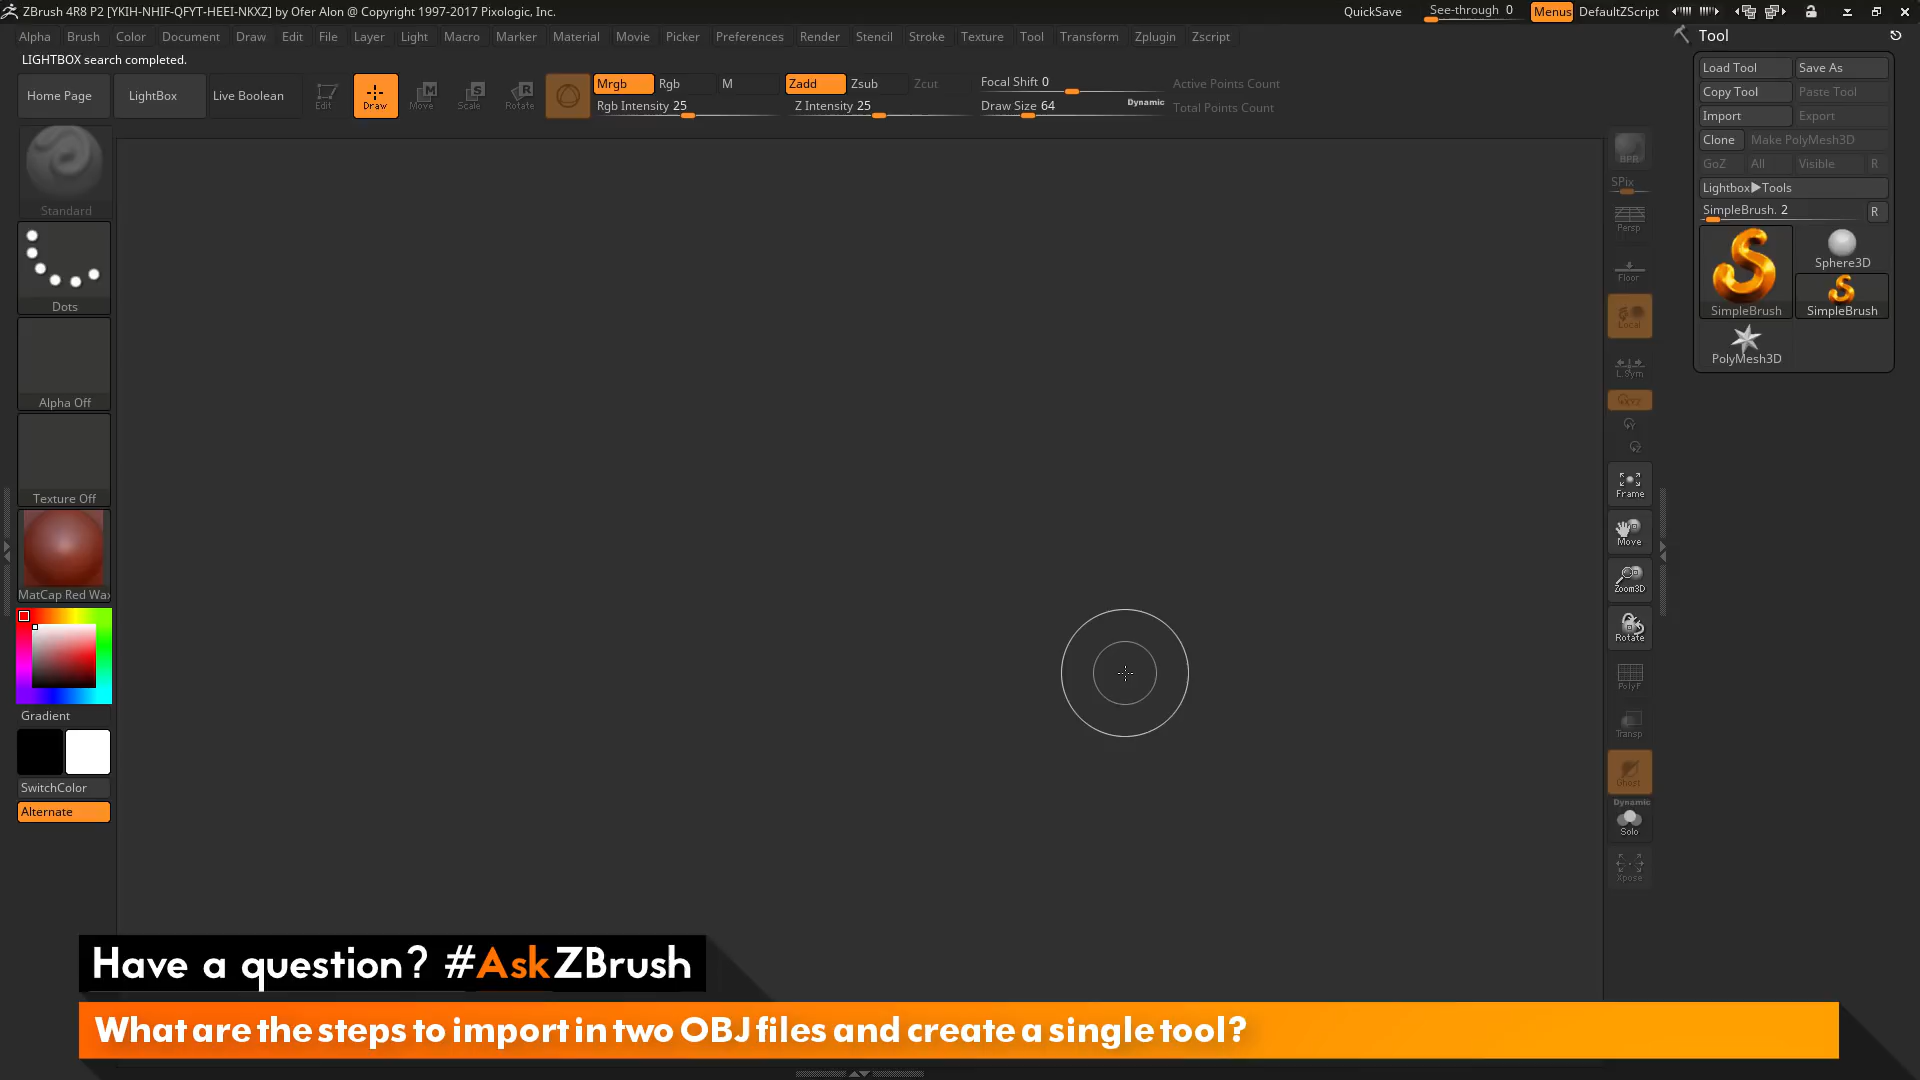 ZBrush 4R8 P2 [YKIH-NHIF-QFYT-HEEI-NKXZ] by Ofer Alon @ Copyright 1997-2017 Pixologic, Inc.
QuickSave
See-through 0
Menus
DefaultZScript
Alpha Brush Color Document Draw Edit File Layer Light Macro Marker Material Movie Picker Preferences Render Stencil Stroke Texture Tool Transform Zplugin Zscript
LIGHTBOX search completed.
Home Page
LightBox
Live Boolean
Edit
Draw
Move
Scale
Rotate
Mrgb Rgb M
Rgb Intensity 25
Zadd Zsub Zcut
Z Intensity 25
Focal Shift 0
Draw Size 64
Dynamic
Active Points Count
Total Points Count
Standard
Dots
Alpha Off
Texture Off
MatCap Red Wax
Gradient
SwitchColor
Alternate
BPR
SPix
Persp
Floor
Local
L.Sym
XYZ
Frame
Move
Zoom3D
Rotate
PolyF
Transp
Ghost
Dynamic
Solo
Xpose
Tool
Load Tool Save As
Copy Tool Paste Tool
Import Export
Clone Make PolyMesh3D
GoZ All Visible R
Lightbox▶Tools
SimpleBrush. 2 R
SimpleBrush
Sphere3D
SimpleBrush
PolyMesh3D
Have a question? #AskZBrush
What are the steps to import in two OBJ files and create a single tool?